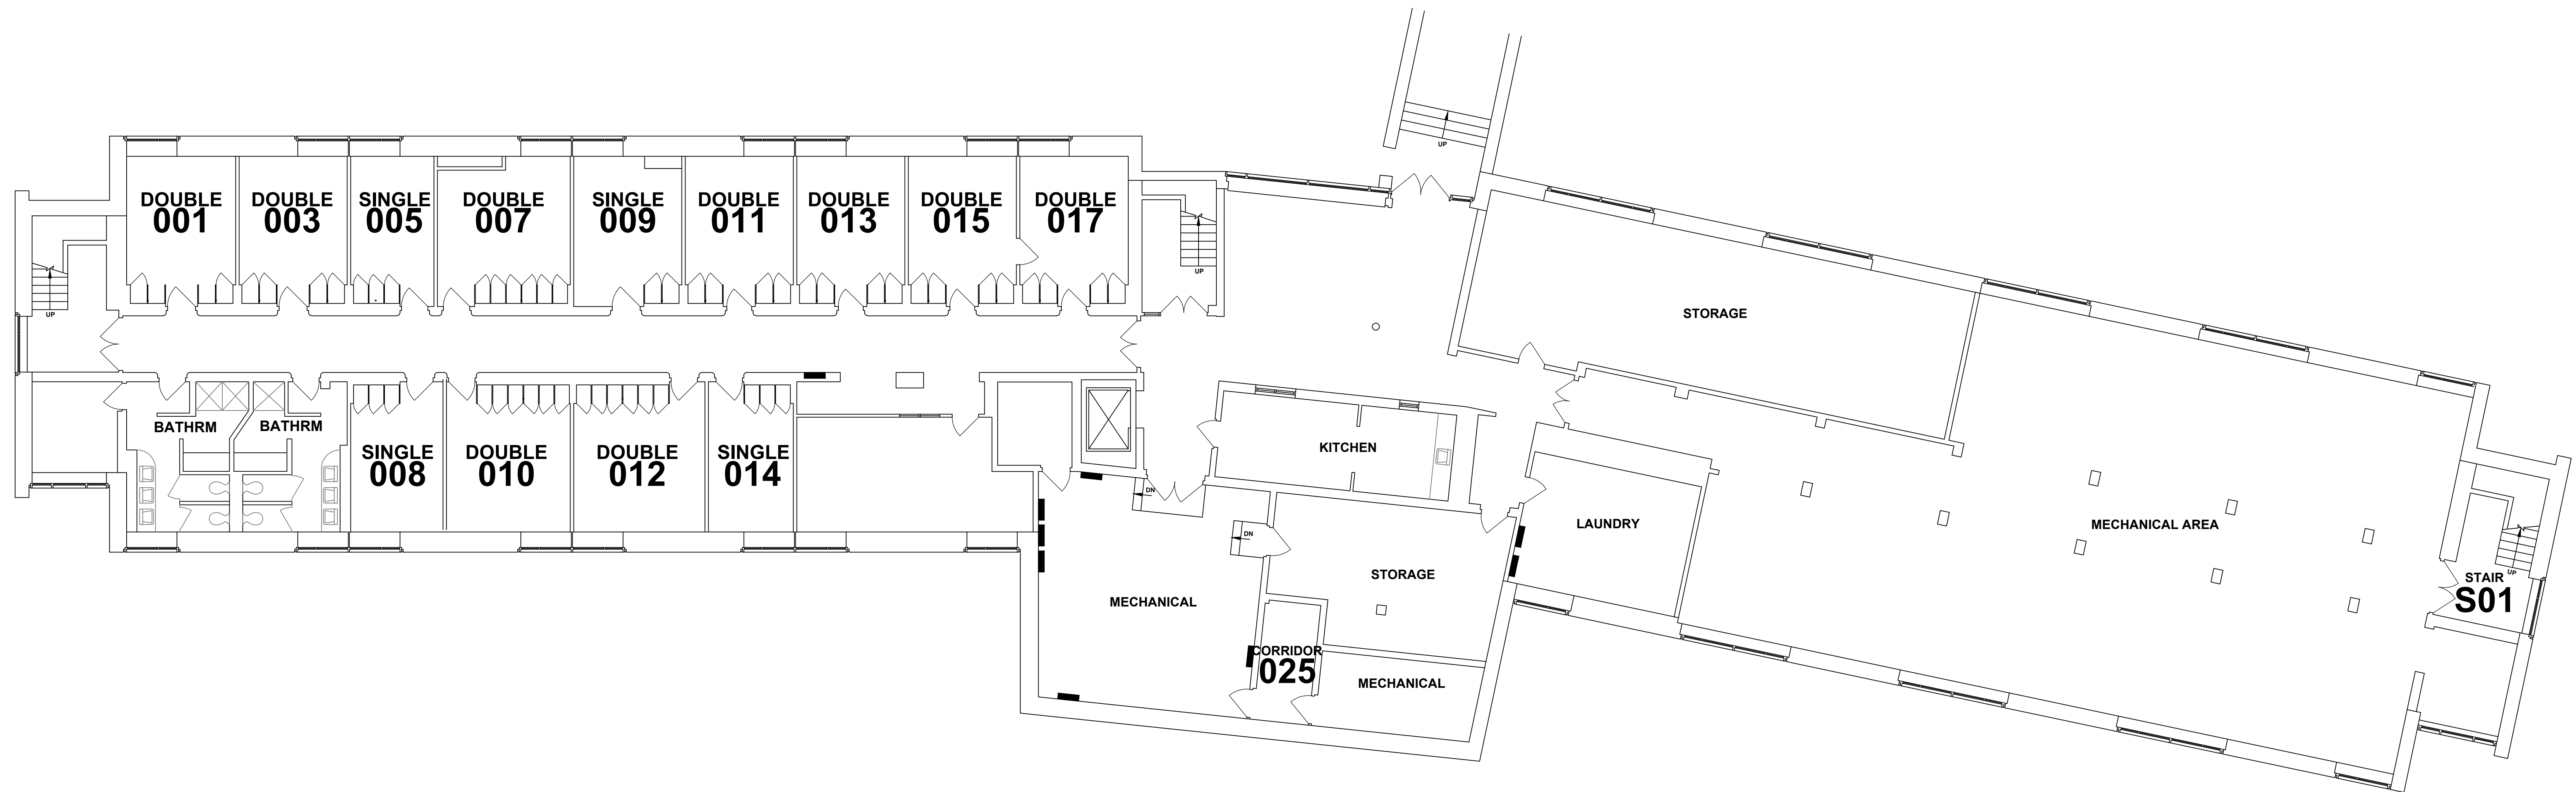 UP
DOUBLE
001
DOUBLE
003
SINGLE
005
DOUBLE
007
SINGLE
009
DOUBLE
011
DOUBLE
013
DOUBLE
015
DOUBLE
017
UP
UP
STORAGE
BATHRM
BATHRM
SINGLE
008
DOUBLE
010
DOUBLE
012
SINGLE
014
KITCHEN
DN
DN
LAUNDRY
MECHANICAL AREA
STORAGE
MECHANICAL
UP
STAIR
S01
CORRIDOR
025
MECHANICAL